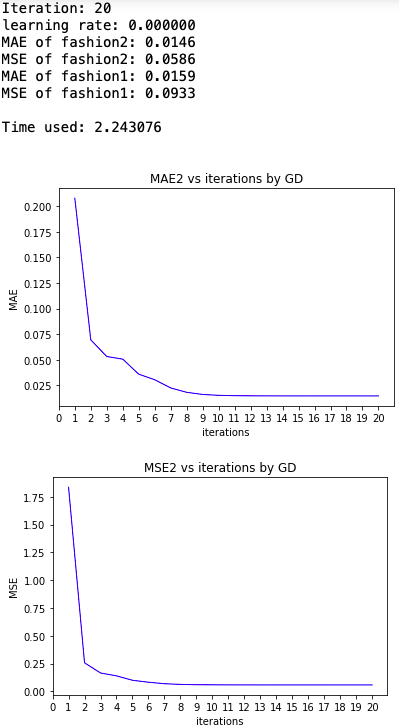 Iteration: 20
learning rate: 0.000000
MAE of fashion2: 0.0146
MSE of fashion2: 0.0586
MAE of fashion1: 0.0159
MSE of fashion1: 0.0933
Time used: 2.243076
MAE2 vs iterations by GD
0.200
0.175
0.150
0.125
0.100
0.075
0.050
0.025
MAE
0 1 2 3 4 5 6 7 8 9 10 11 12 13 14 15 16 17 18 19 20
iterations
MSE2 vs iterations by GD
1.75
1.50
1.25
1.00
0.75
0.50
0.25
0.00
MSE
0 1 2 3 4 5 6 7 8 9 10 11 12 13 14 15 16 17 18 19 20
iterations